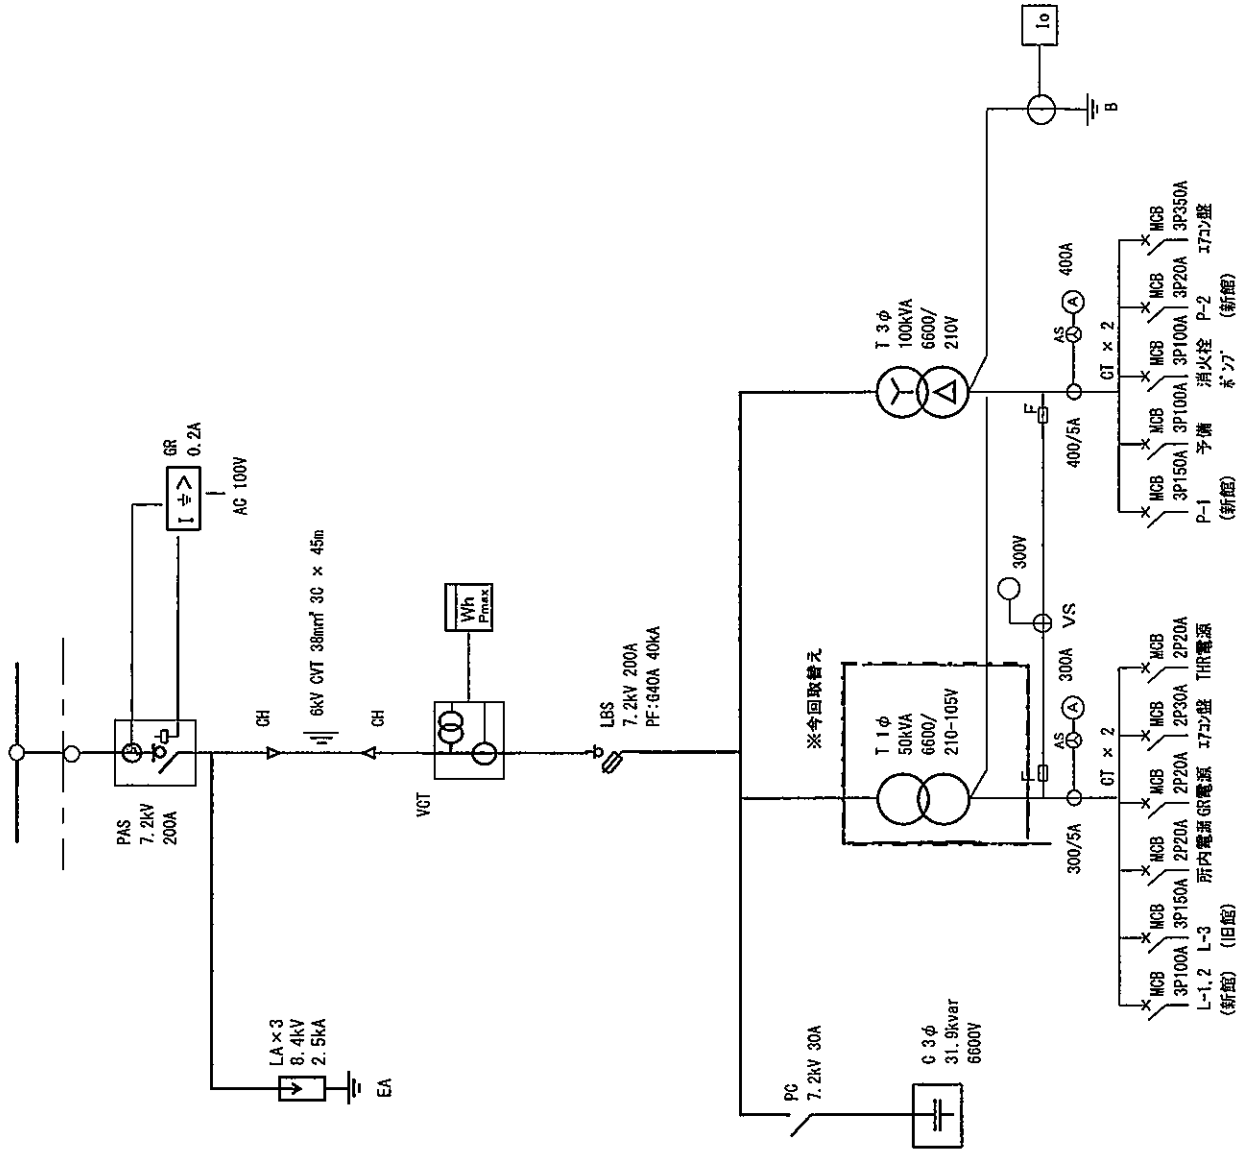 PAS
7.2kV
200A
GR
0.2A
I >
AC 100V
LA×3
8.4kV
2.5kA
EA
CH
6kV CVT 38mm² 3C × 45m
CH
VCT
Wh
Pmax
LBS
7.2kV 200A
PF:G40A 40kA
PC
7.2kV 30A
C 3φ
31.9kvar
6600V
※今回取替え
T 1φ
50kVA
6600/
210-105V
T 3φ
100kVA
6600/
210V
Io
B
F
F
300V
VS
300/5A
AS
A
300A
CT × 2
400/5A
AS
A
400A
CT × 2
MCB
3P100A
L-1,2
(新館)
MCB
3P150A
L-3
(旧館)
MCB
2P20A
所内電源
MCB
2P20A
GR電源
MCB
2P30A
エアコン盤
MCB
2P20A
THR電源
MCB
3P150A
P-1
(新館)
MCB
3P100A
予備
MCB
3P100A
消火栓
ポンプ
MCB
3P20A
P-2
(新館)
MCB
3P350A
エアコン盤